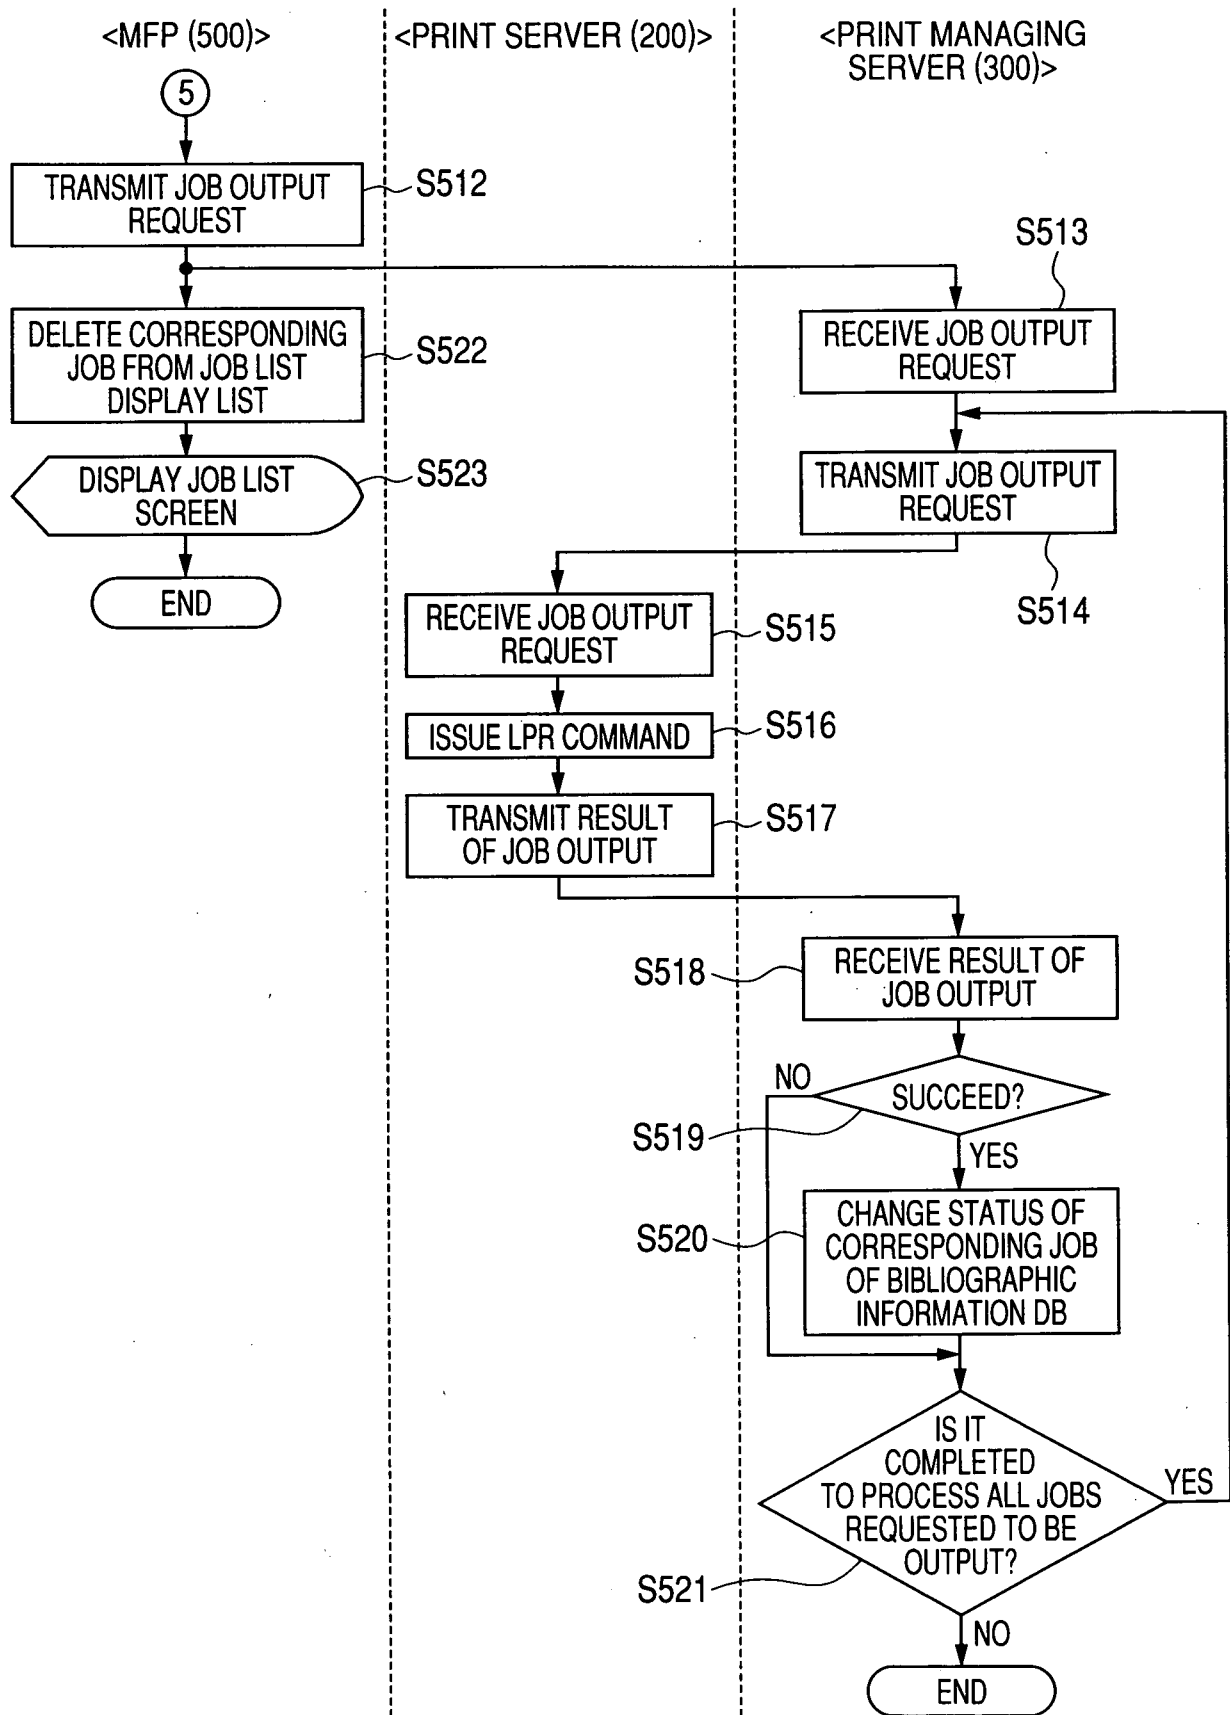 <MFP (500)>
<PRINT SERVER (200)>
<PRINT MANAGING
SERVER (300)>
5
TRANSMIT JOB OUTPUT
REQUEST
S512
S513
DELETE CORRESPONDING
JOB FROM JOB LIST
DISPLAY LIST
S522
RECEIVE JOB OUTPUT
REQUEST
DISPLAY JOB LIST
SCREEN
S523
TRANSMIT JOB OUTPUT
REQUEST
S514
END
RECEIVE JOB OUTPUT
REQUEST
S515
ISSUE LPR COMMAND
S516
TRANSMIT RESULT
OF JOB OUTPUT
S517
S518
RECEIVE RESULT OF
JOB OUTPUT
NO
SUCCEED?
S519
YES
S520
CHANGE STATUS OF
CORRESPONDING JOB
OF BIBLIOGRAPHIC
INFORMATION DB
IS IT
COMPLETED
TO PROCESS ALL JOBS
REQUESTED TO BE
OUTPUT?
YES
S521
NO
END